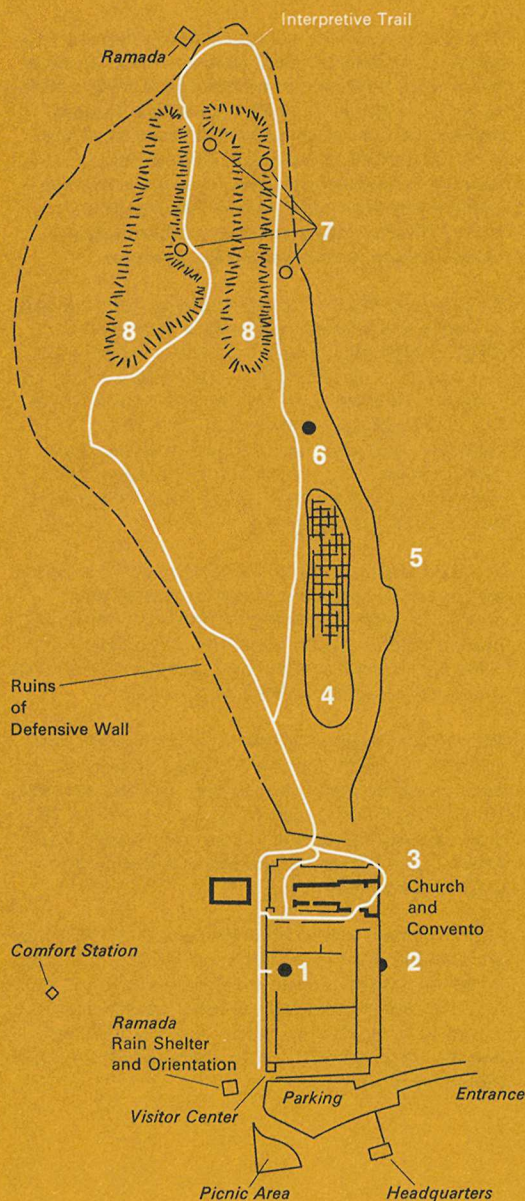 Interpretive Trail
Ramada
7
8
8
6
5
Ruins
of
Defensive Wall
4
3
Church
and
Convento
Comfort Station
1
2
Ramada
Rain Shelter
and Orientation
Visitor Center
Parking
Entrance
Picnic Area
Headquarters